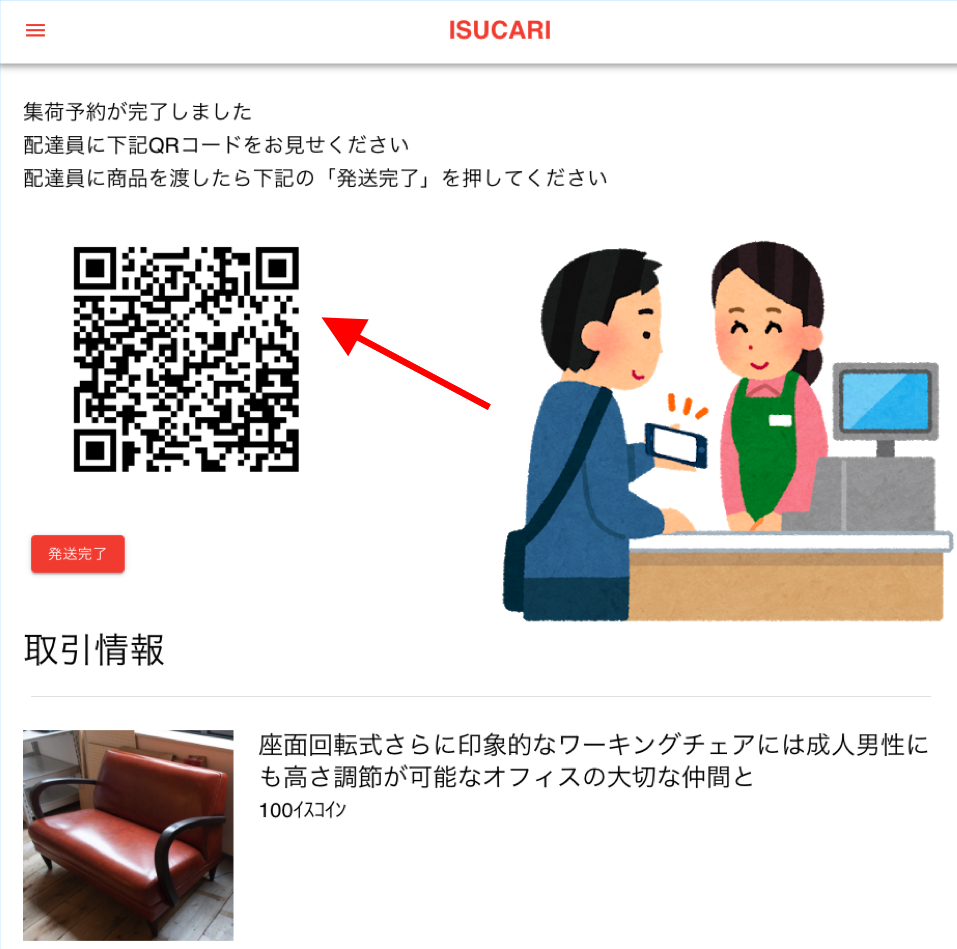 ISUCARI
集荷予約が完了しました
配達員に下記QRコードをお見せください
配達員に商品を渡したら下記の「発送完了」を押してください
発送完了
取引情報
座面回転式さらに印象的なワーキングチェアには成人男性に
も高さ調節が可能なオフィスの大切な仲間と
100ｲｽｺｲﾝ